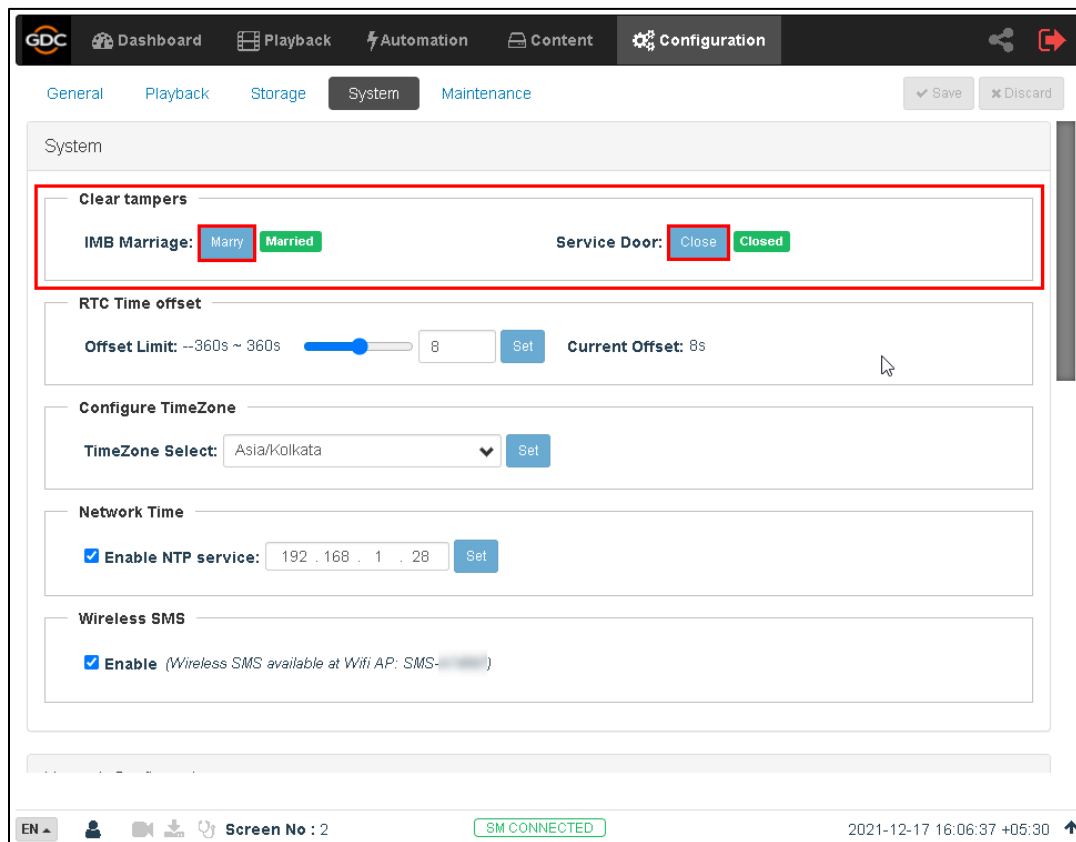 GDC Dashboard Playback Automation Content Configuration
General Playback Storage System Maintenance Save Discard
System
Clear tampers
IMB Marriage: Marry Married Service Door: Close Closed
RTC Time offset
Offset Limit: --360s ~ 360s 8 Set Current Offset: 8s
Configure TimeZone
TimeZone Select: Asia/Kolkata Set
Network Time
Enable NTP service: 192 . 168 . 1 . 28 Set
Wireless SMS
Enable (Wireless SMS available at Wifi AP: SMS- )
EN Screen No : 2 SM CONNECTED 2021-12-17 16:06:37 +05:30